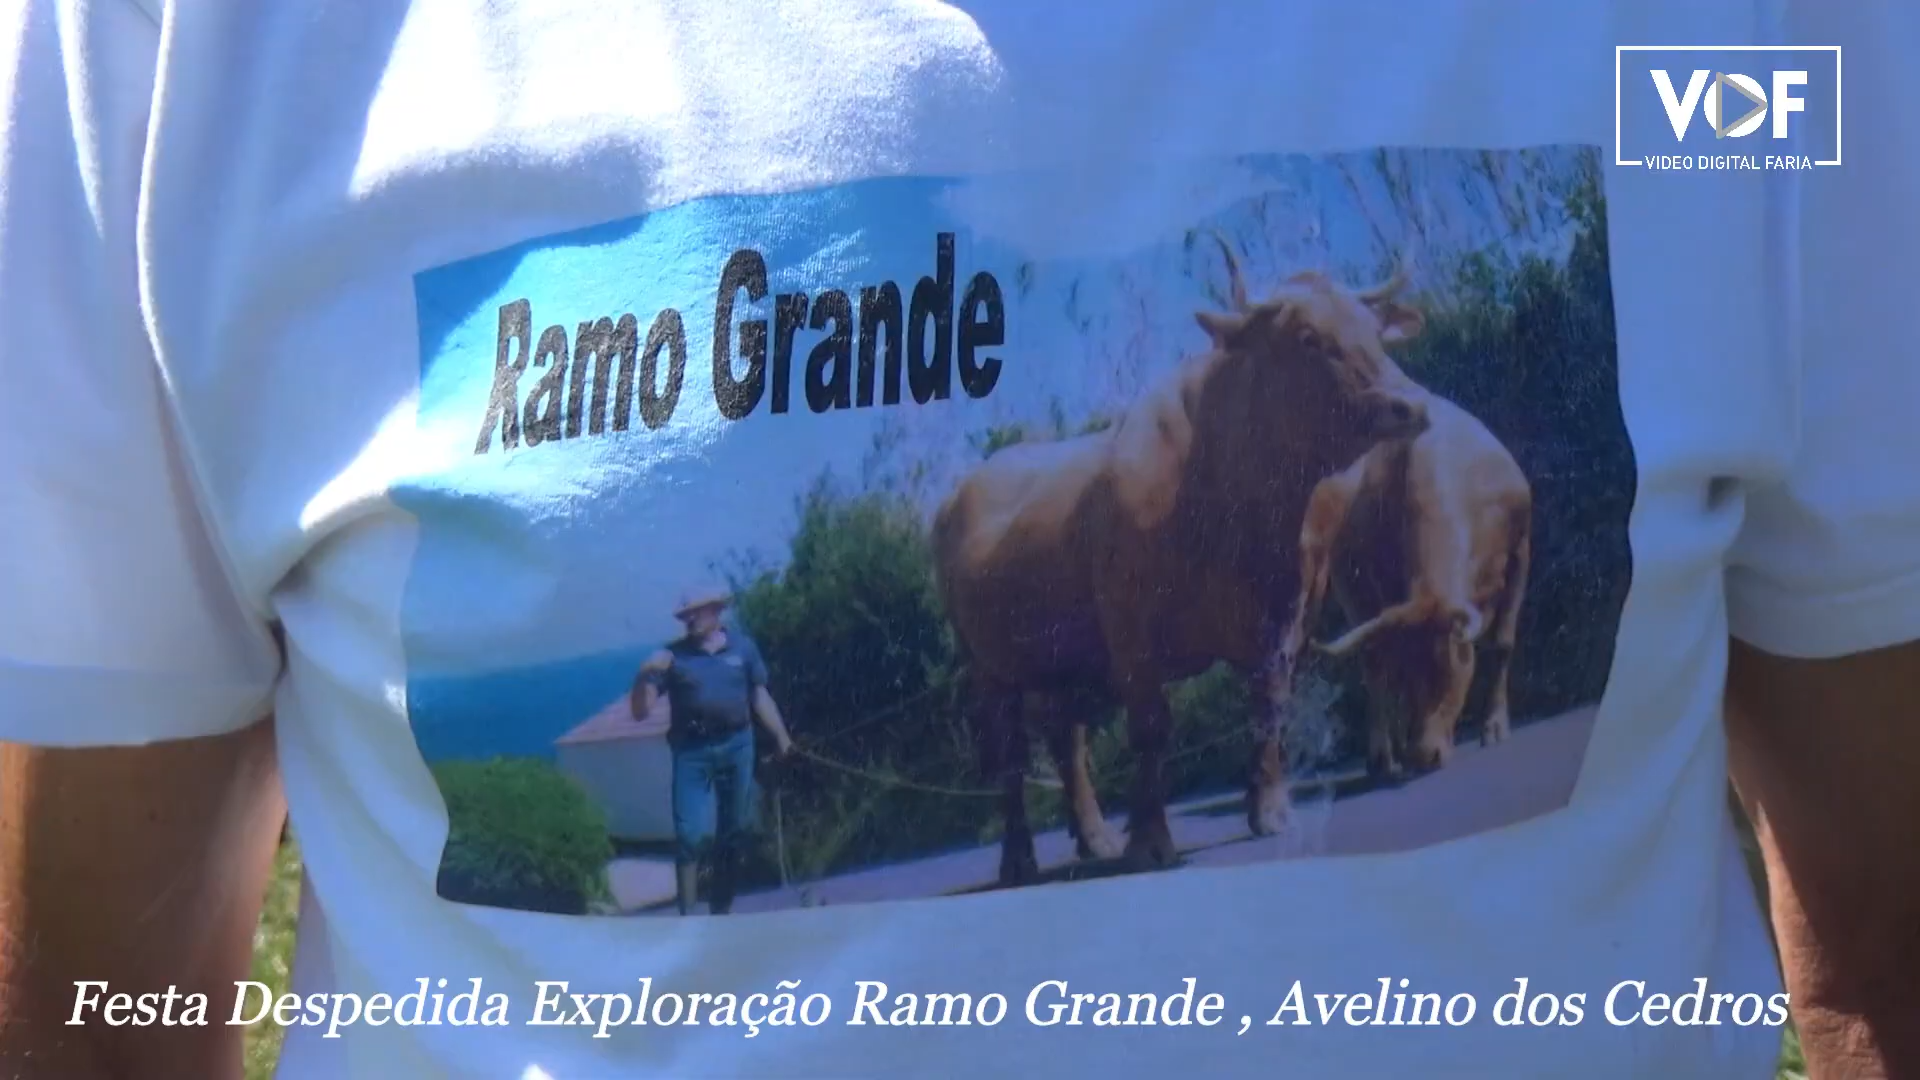 VDF
VIDEO DIGITAL FARIA
Ramo Grande
Festa Despedida Exploração Ramo Grande , Avelino dos Cedros